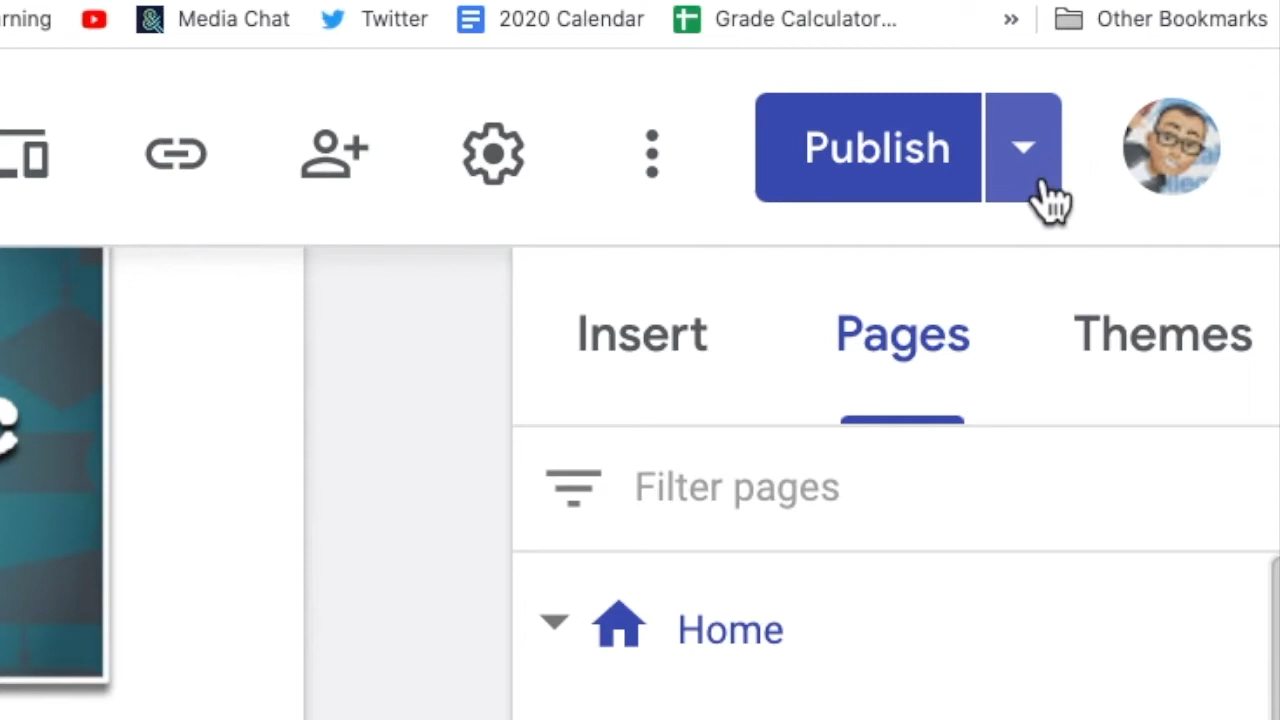 rning Media Chat Twitter 2020 Calendar Grade Calculator... » Other Bookmarks
Publish
Insert Pages Themes
Filter pages
Home